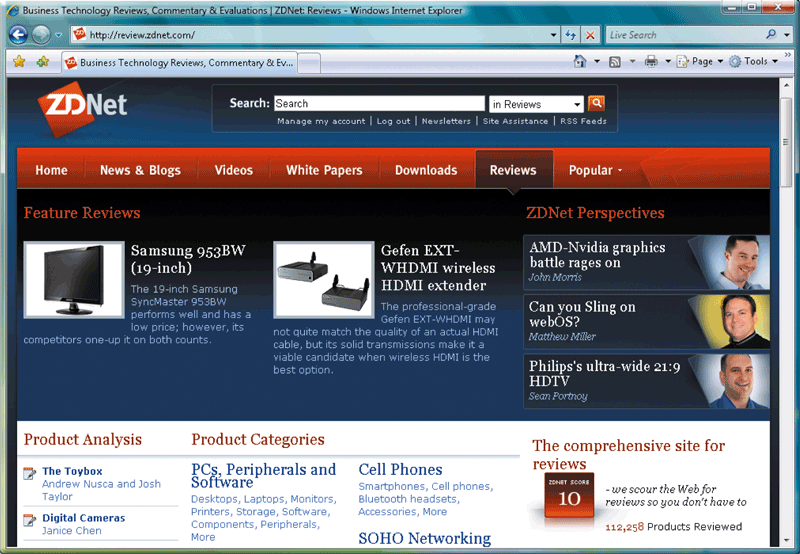 Business Technology Reviews, Commentary & Evaluations | ZDNet: Reviews - Windows Internet Explorer
http://review.zdnet.com/
Live Search
Business Technology Reviews, Commentary & Ev...
Page
Tools
ZDNet
Search:
Search
in Reviews
Manage my account | Log out | Newsletters | Site Assistance | RSS Feeds
Home
News & Blogs
Videos
White Papers
Downloads
Reviews
Popular
Feature Reviews
Samsung 953BW
(19-inch)
The 19-inch Samsung
SyncMaster 953BW
performs well and has a
low price; however, its
competitors one-up it on both counts.
Gefen EXT-
WHDMI wireless
HDMI extender
The professional-grade
Gefen EXT-WHDMI may
not quite match the quality of an actual HDMI
cable, but its solid transmissions make it a
viable candidate when wireless HDMI is the
best option.
ZDNet Perspectives
AMD-Nvidia graphics
battle rages on
John Morris
Can you Sling on
webOS?
Matthew Miller
Philips's ultra-wide 21:9
HDTV
Sean Portnoy
Product Analysis
The Toybox
Andrew Nusca and Josh
Taylor
Digital Cameras
Janice Chen
Product Categories
PCs, Peripherals and
Software
Desktops, Laptops, Monitors,
Printers, Storage, Software,
Components, Peripherals,
More
Cell Phones
Smartphones, Cell phones,
Bluetooth headsets,
Accessories, More
SOHO Networking
The comprehensive site for
reviews
ZDNET SCORE
10
- we scour the Web for
reviews so you don't have to
112,258 Products Reviewed